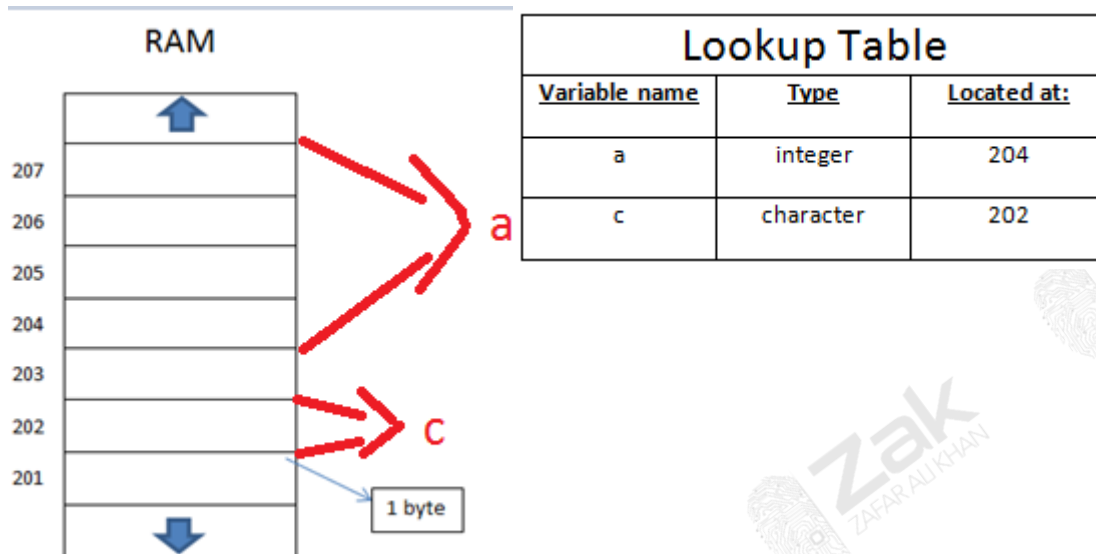 RAM
207
206
205
204
203
202
201
a
c
1 byte
Lookup Table
Variable name Type Located at:
a integer 204
c character 202
Zak
ZAFAR ALI KHAN